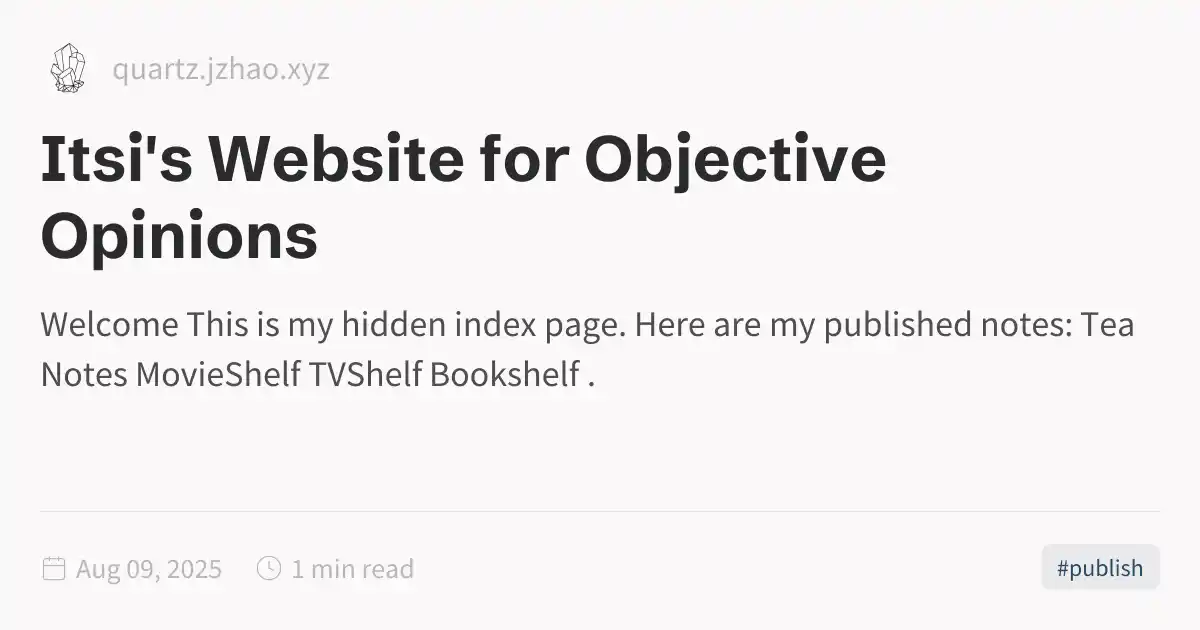 quartz.jzhao.xyz
Itsi's Website for Objective
Opinions
Welcome This is my hidden index page. Here are my published notes: Tea
Notes MovieShelf TVShelf Bookshelf .
Aug 09, 2025 1 min read #publish